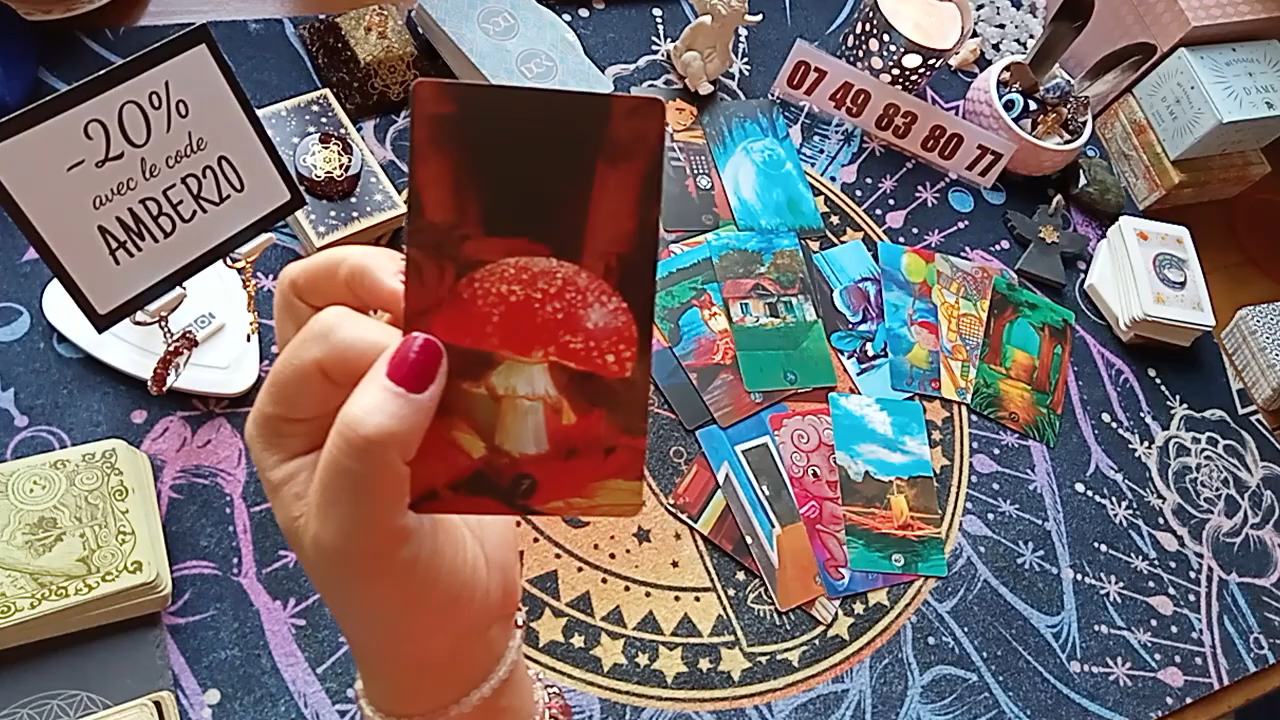 -20%
avec le code
AMBER20
07 49 83 80 77
MESSAGES
D'ÂME